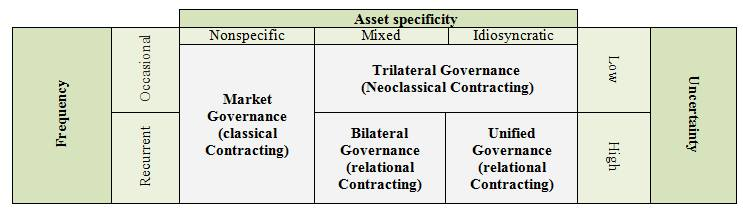 Asset specificity
Nonspecific
Mixed
Idiosyncratic
Frequency
Occasional
Recurrent
Market
Governance
(classical
Contracting)
Trilateral Governance
(Neoclassical Contracting)
Bilateral
Governance
(relational
Contracting)
Unified
Governance
(relational
Contracting)
Low
High
Uncertainty